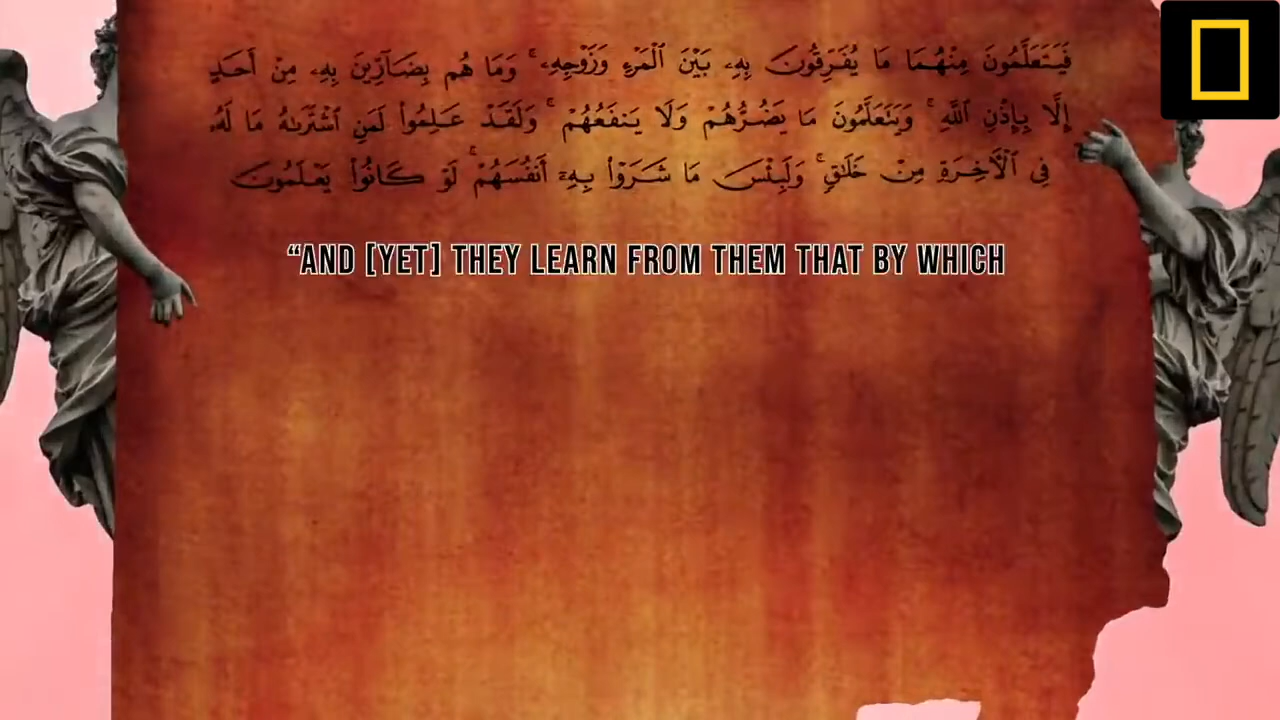 فَيَتَعَلَّمُونَ مِنْهُمَا مَا يُفَرِّقُونَ بِهِۦ بَيْنَ ٱلْمَرْءِ وَزَوْجِهِۦ ۚ وَمَا هُم بِضَآرِّينَ بِهِۦ مِنْ أَحَدٍ
إِلَّا بِإِذْنِ ٱللَّهِ ۚ وَيَتَعَلَّمُونَ مَا يَضُرُّهُمْ وَلَا يَنفَعُهُمْ ۚ وَلَقَدْ عَلِمُوا۟ لَمَنِ ٱشْتَرَىٰهُ مَا لَهُۥ
فِى ٱلْـَٔاخِرَةِ مِنْ خَلَـٰقٍ ۚ وَلَبِئْسَ مَا شَرَوْا۟ بِهِۦٓ أَنفُسَهُمْ ۚ لَوْ كَانُوا۟ يَعْلَمُونَ
“AND [YET] THEY LEARN FROM THEM THAT BY WHICH